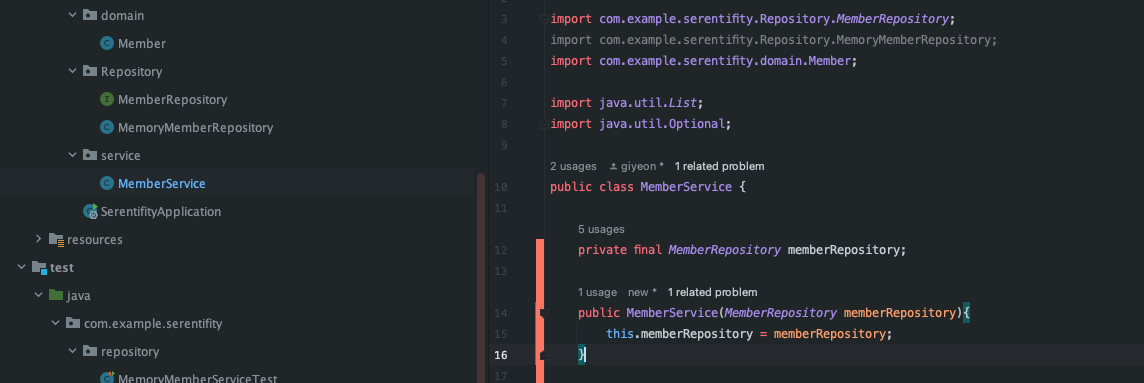 domain
Member
Repository
MemberRepository
MemoryMemberRepository
service
MemberService
SerentifityApplication
resources
test
java
com.example.serentifity
repository
MemoryMemberServiceTest
3 import com.example.serentifity.Repository.MemberRepository;
4 import com.example.serentifity.Repository.MemoryMemberRepository;
5 import com.example.serentifity.domain.Member;
6
7 import java.util.List;
8 import java.util.Optional;
9
2 usages giyeon * 1 related problem
10 public class MemberService {
11
5 usages
12 private final MemberRepository memberRepository;
13
1 usage new * 1 related problem
14 public MemberService(MemberRepository memberRepository){
15 this.memberRepository = memberRepository;
16 }
17